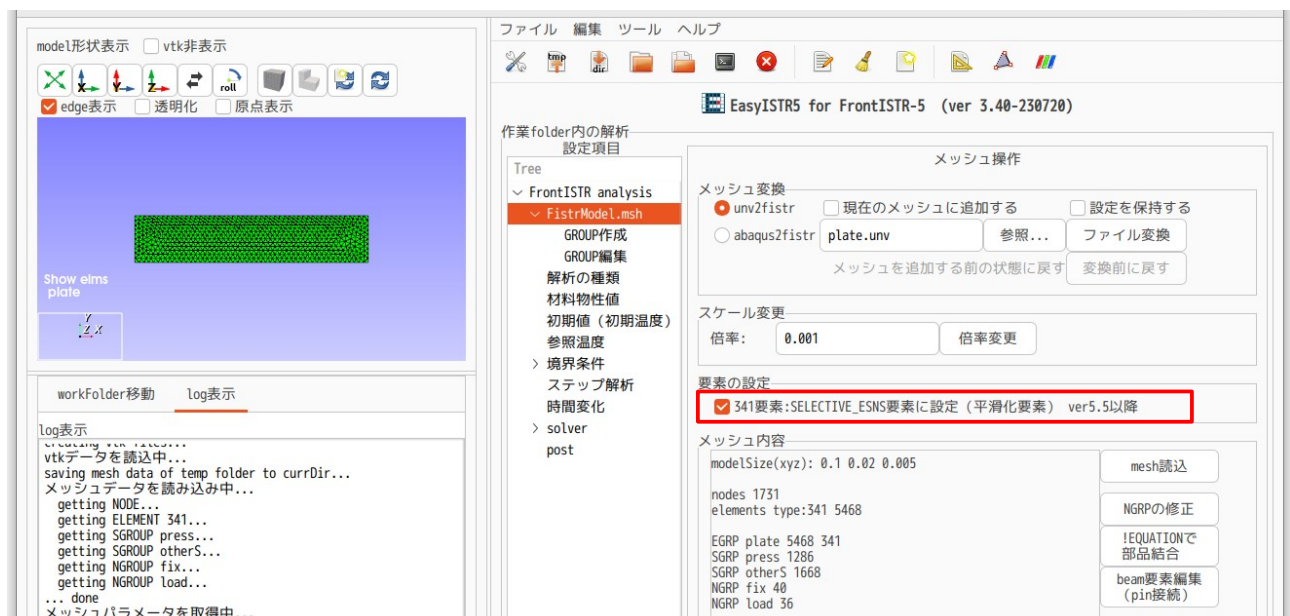 model形状表示 vtk非表示
roll
edge表示 透明化 原点表示
Show elms
plate
Y
Z X
workFolder移動 log表示
log表示
creating vtk files...
vtkデータを読込中...
saving mesh data of temp folder to currDir...
メッシュデータを読み込み中...
getting NODE...
getting ELEMENT 341...
getting SGROUP press...
getting SGROUP otherS...
getting NGROUP fix...
getting NGROUP load...
... done
メッシュパラメータを取得中...
ファイル 編集 ツール ヘルプ
tmp
dir
EasyISTR5 for FrontISTR-5 (ver 3.40-230720)
作業folder内の解析
設定項目
Tree
FrontISTR analysis
FistrModel.msh
GROUP作成
GROUP編集
解析の種類
材料物性値
初期値（初期温度）
参照温度
境界条件
ステップ解析
時間変化
solver
post
メッシュ操作
メッシュ変換
unv2fistr 現在のメッシュに追加する 設定を保持する
abaqus2fistr plate.unv 参照... ファイル変換
メッシュを追加する前の状態に戻す 変換前に戻す
スケール変更
倍率: 0.001 倍率変更
要素の設定
341要素:SELECTIVE_ESNS要素に設定（平滑化要素） ver5.5以降
メッシュ内容
modelSize(xyz): 0.1 0.02 0.005
nodes 1731
elements type:341 5468
EGRP plate 5468 341
SGRP press 1286
SGRP otherS 1668
NGRP fix 40
NGRP load 36
mesh読込
NGRPの修正
!EQUATIONで
部品結合
beam要素編集
(pin接続)